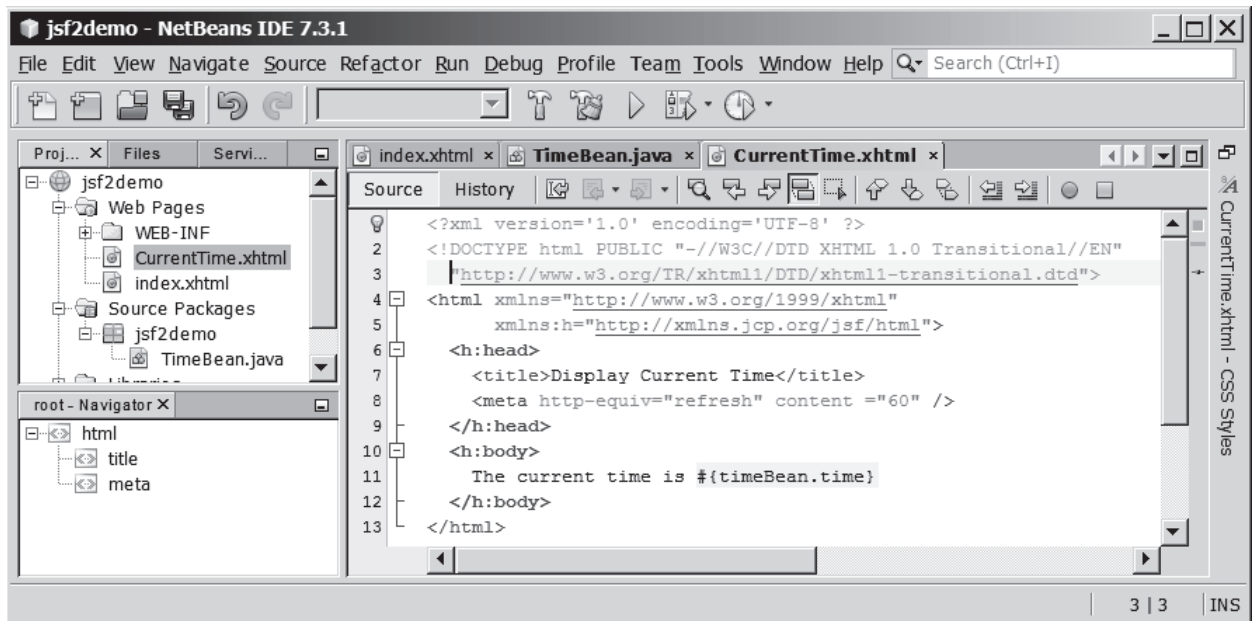 jsf2demo - NetBeans IDE 7.3.1
File Edit View Navigate Source Refactor Run Debug Profile Team Tools Window Help Search (Ctrl+I)
Proj... Files Servi...
jsf2demo
Web Pages
WEB-INF
CurrentTime.xhtml
index.xhtml
Source Packages
jsf2demo
TimeBean.java
root - Navigator
html
title
meta
index.xhtml TimeBean.java CurrentTime.xhtml
Source History
<?xml version='1.0' encoding='UTF-8' ?>
2 <!DOCTYPE html PUBLIC "-//W3C//DTD XHTML 1.0 Transitional//EN"
3 "http://www.w3.org/TR/xhtml1/DTD/xhtml1-transitional.dtd">
4 <html xmlns="http://www.w3.org/1999/xhtml"
5 xmlns:h="http://xmlns.jcp.org/jsf/html">
6 <h:head>
7 <title>Display Current Time</title>
8 <meta http-equiv="refresh" content ="60" />
9 </h:head>
10 <h:body>
11 The current time is #{timeBean.time}
12 </h:body>
13 </html>
CurrentTime.xhtml - CSS Styles
3 | 3 INS